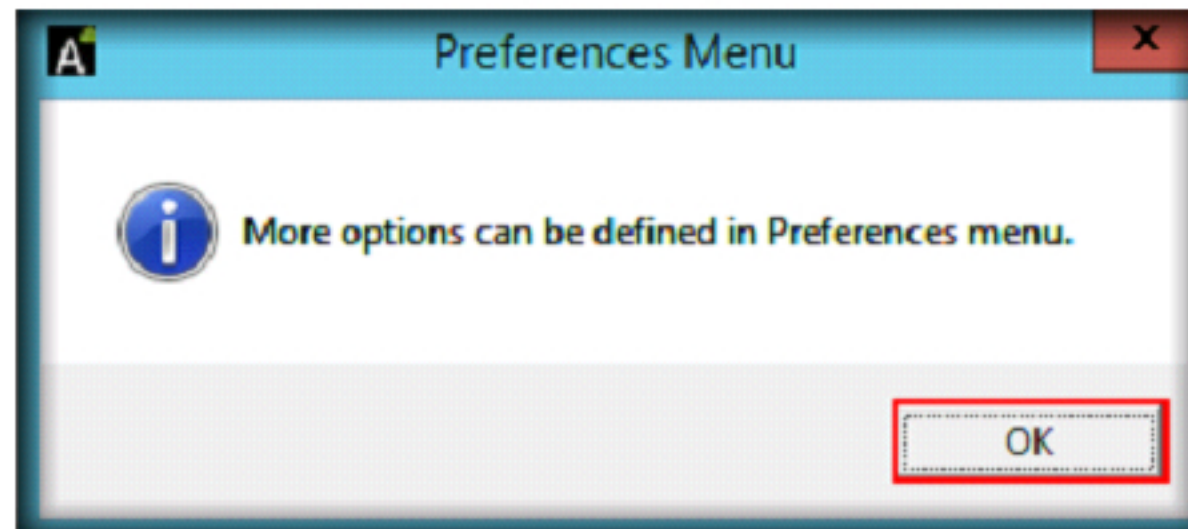 A
Preferences Menu
x
More options can be defined in Preferences menu.
OK